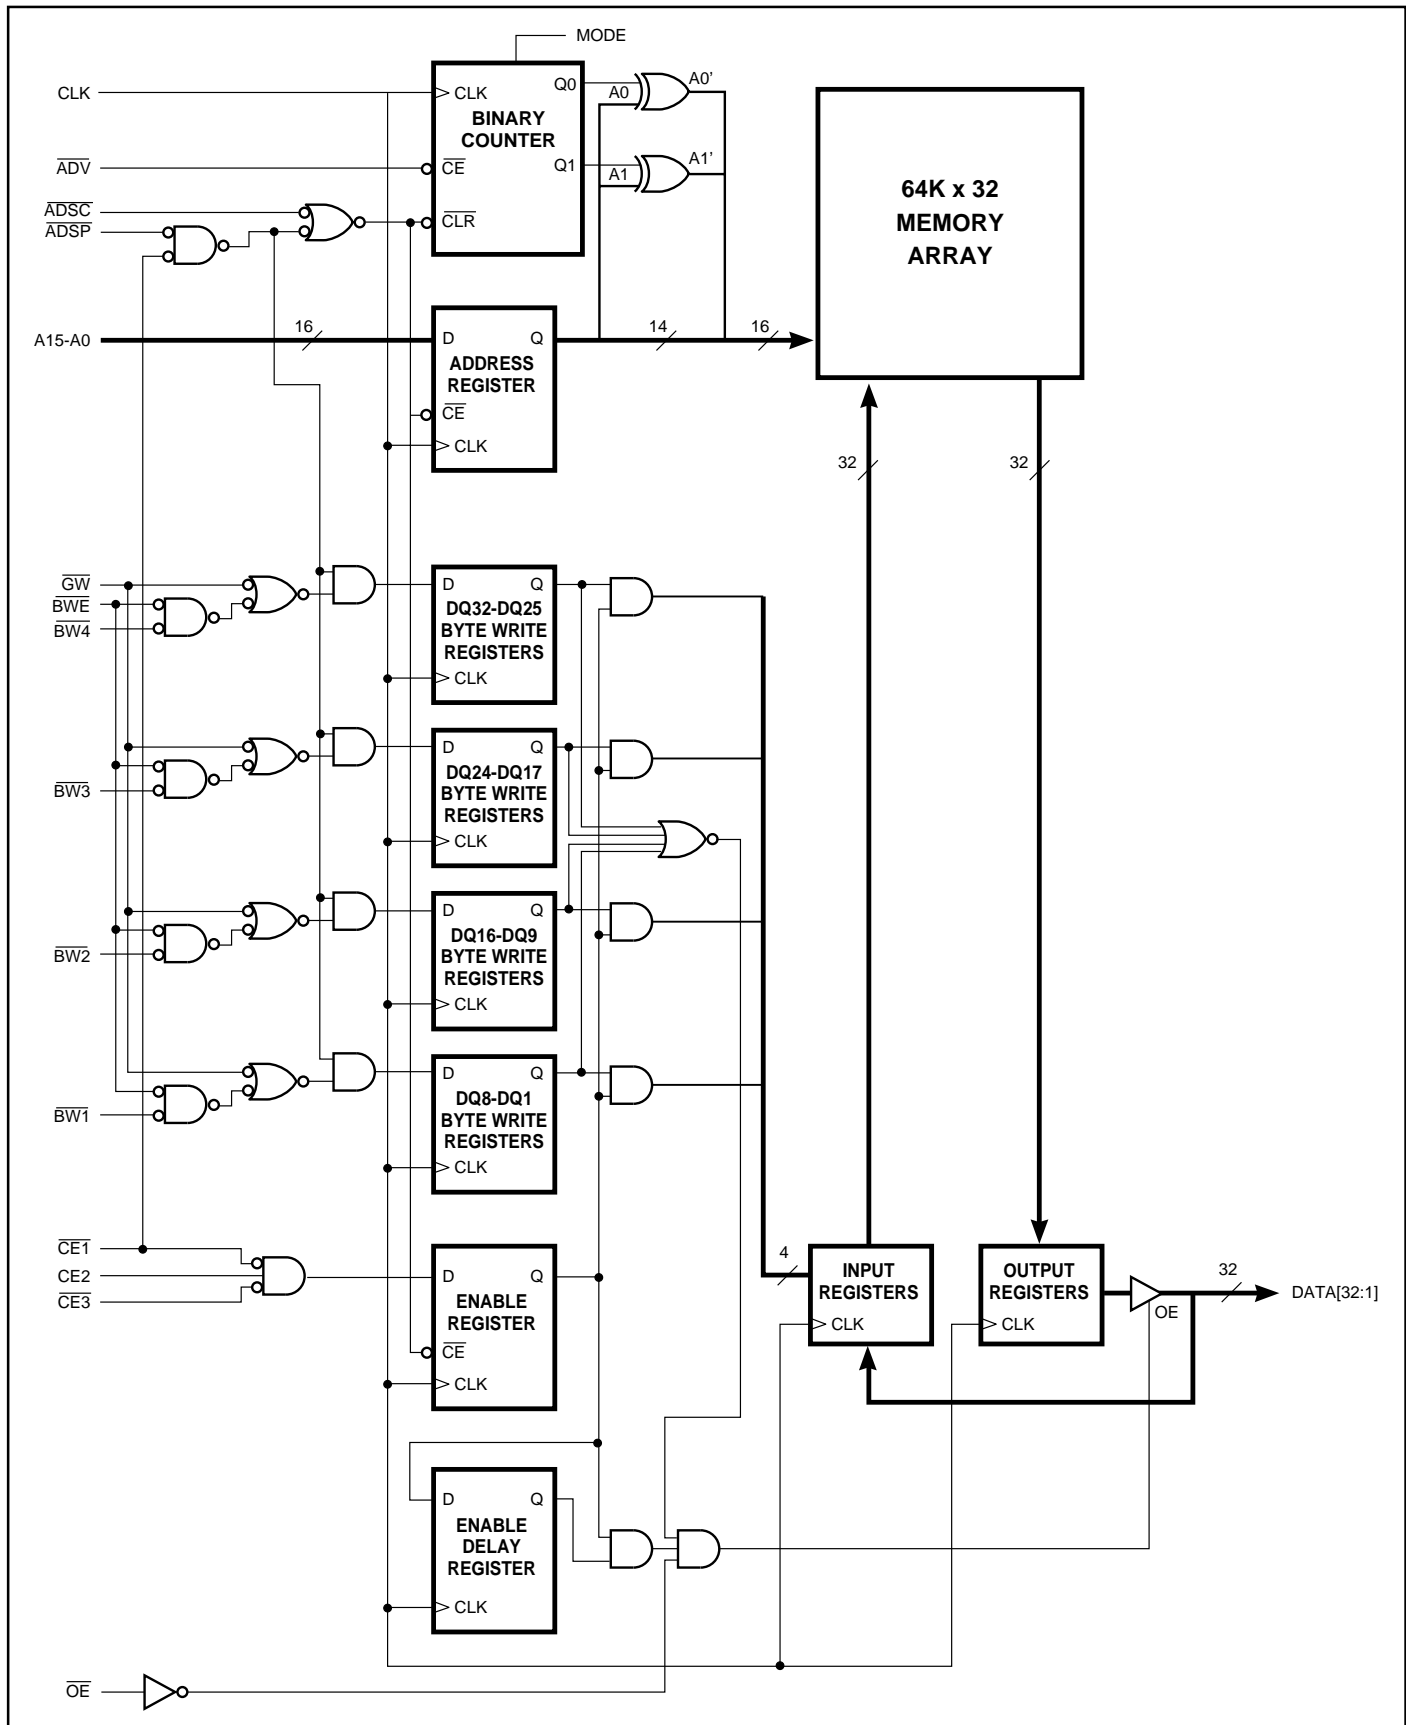 MODE
CLK
CLK
Q0
A0
A0’
BINARY
COUNTER
ADV
CE
Q1
A1
A1’
ADSC
ADSP
CLR
64K x 32
MEMORY
ARRAY
A15-A0
16
D
Q
14
16
ADDRESS
REGISTER
CE
CLK
32
32
GW
BWE
BW4
D
Q
DQ32-DQ25
BYTE WRITE
REGISTERS
CLK
BW3
D
Q
DQ24-DQ17
BYTE WRITE
REGISTERS
CLK
BW2
D
Q
DQ16-DQ9
BYTE WRITE
REGISTERS
CLK
BW1
D
Q
DQ8-DQ1
BYTE WRITE
REGISTERS
CLK
CE1
CE2
CE3
D
Q
ENABLE
REGISTER
CE
CLK
4
INPUT
REGISTERS
CLK
OUTPUT
REGISTERS
CLK
OE
32
DATA[32:1]
D
Q
ENABLE
DELAY
REGISTER
CLK
OE